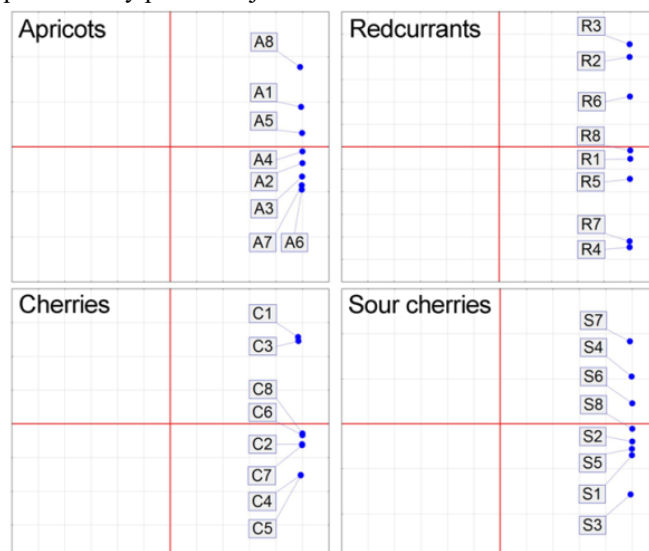 Apricots
A8
A1
A5
A4
A2
A3
A7 A6
Redcurrants
R3
R2
R6
R8
R1
R5
R7
R4
Cherries
C1
C3
C8
C6
C2
C7
C4
C5
Sour cherries
S7
S4
S6
S8
S2
S5
S1
S3